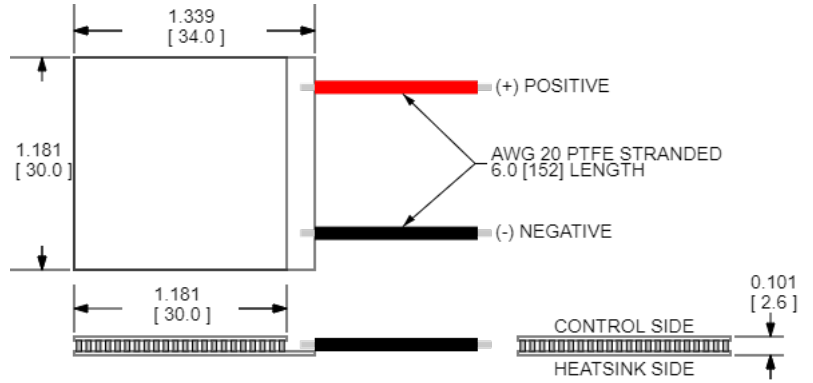 1.339
[ 34.0 ]
(+) POSITIVE
1.181
[ 30.0 ]
AWG 20 PTFE STRANDED
6.0 [152] LENGTH
(-) NEGATIVE
1.181
[ 30.0 ]
0.101
[ 2.6 ]
CONTROL SIDE
HEATSINK SIDE